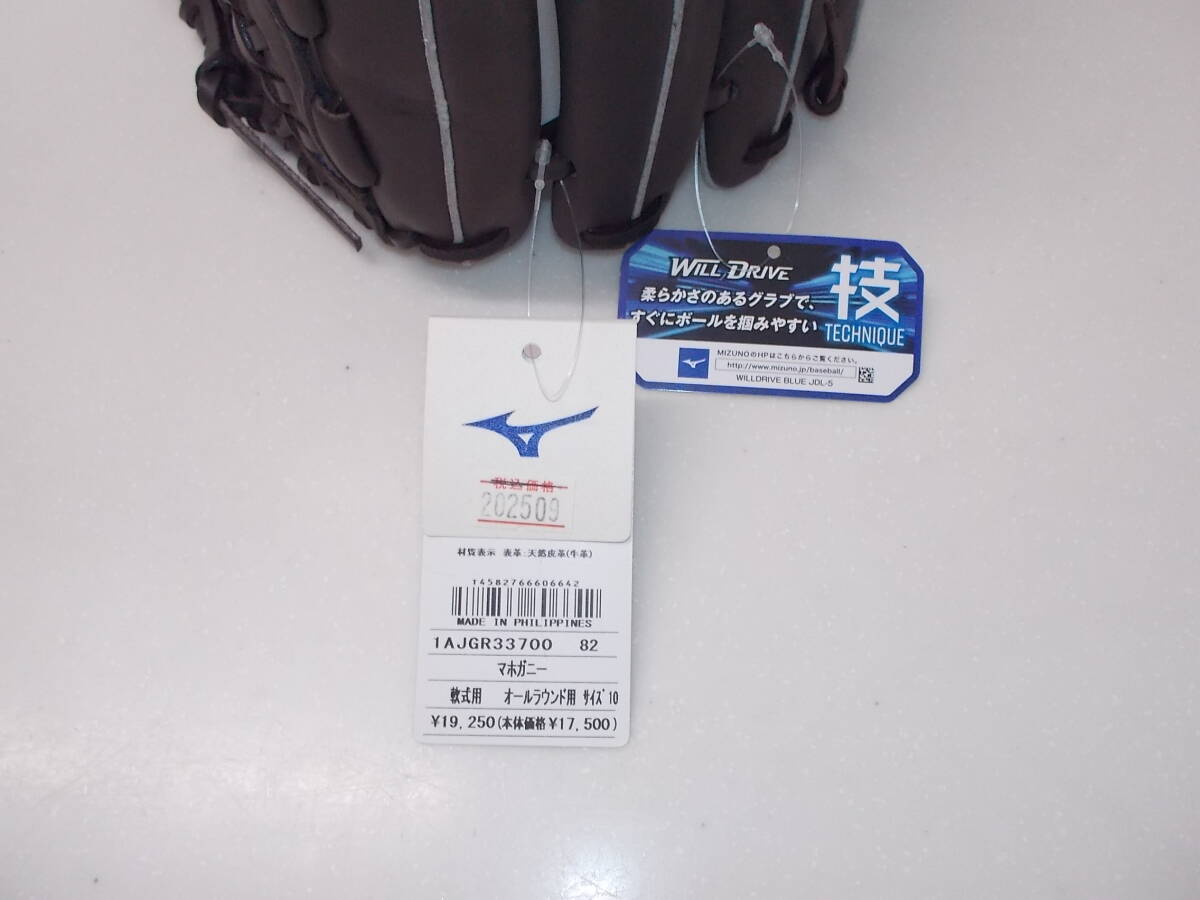 WILL DRIVE
柔らかさのあるグラブで、
すぐにボールを掴みやすい
技
TECHNIQUE
MIZUNOのHPはこちらからご覧ください。
http://www.mizuno.jp/baseball/
WILLDRIVE BLUE JDL-5
税込価格
202509
材質表示 表革:天然皮革(牛革)
T4582766606642
MADE IN PHILIPPINES
1AJGR33700 82
マホガニー
軟式用 オールラウンド用 サイズ10
¥19,250(本体価格¥17,500)